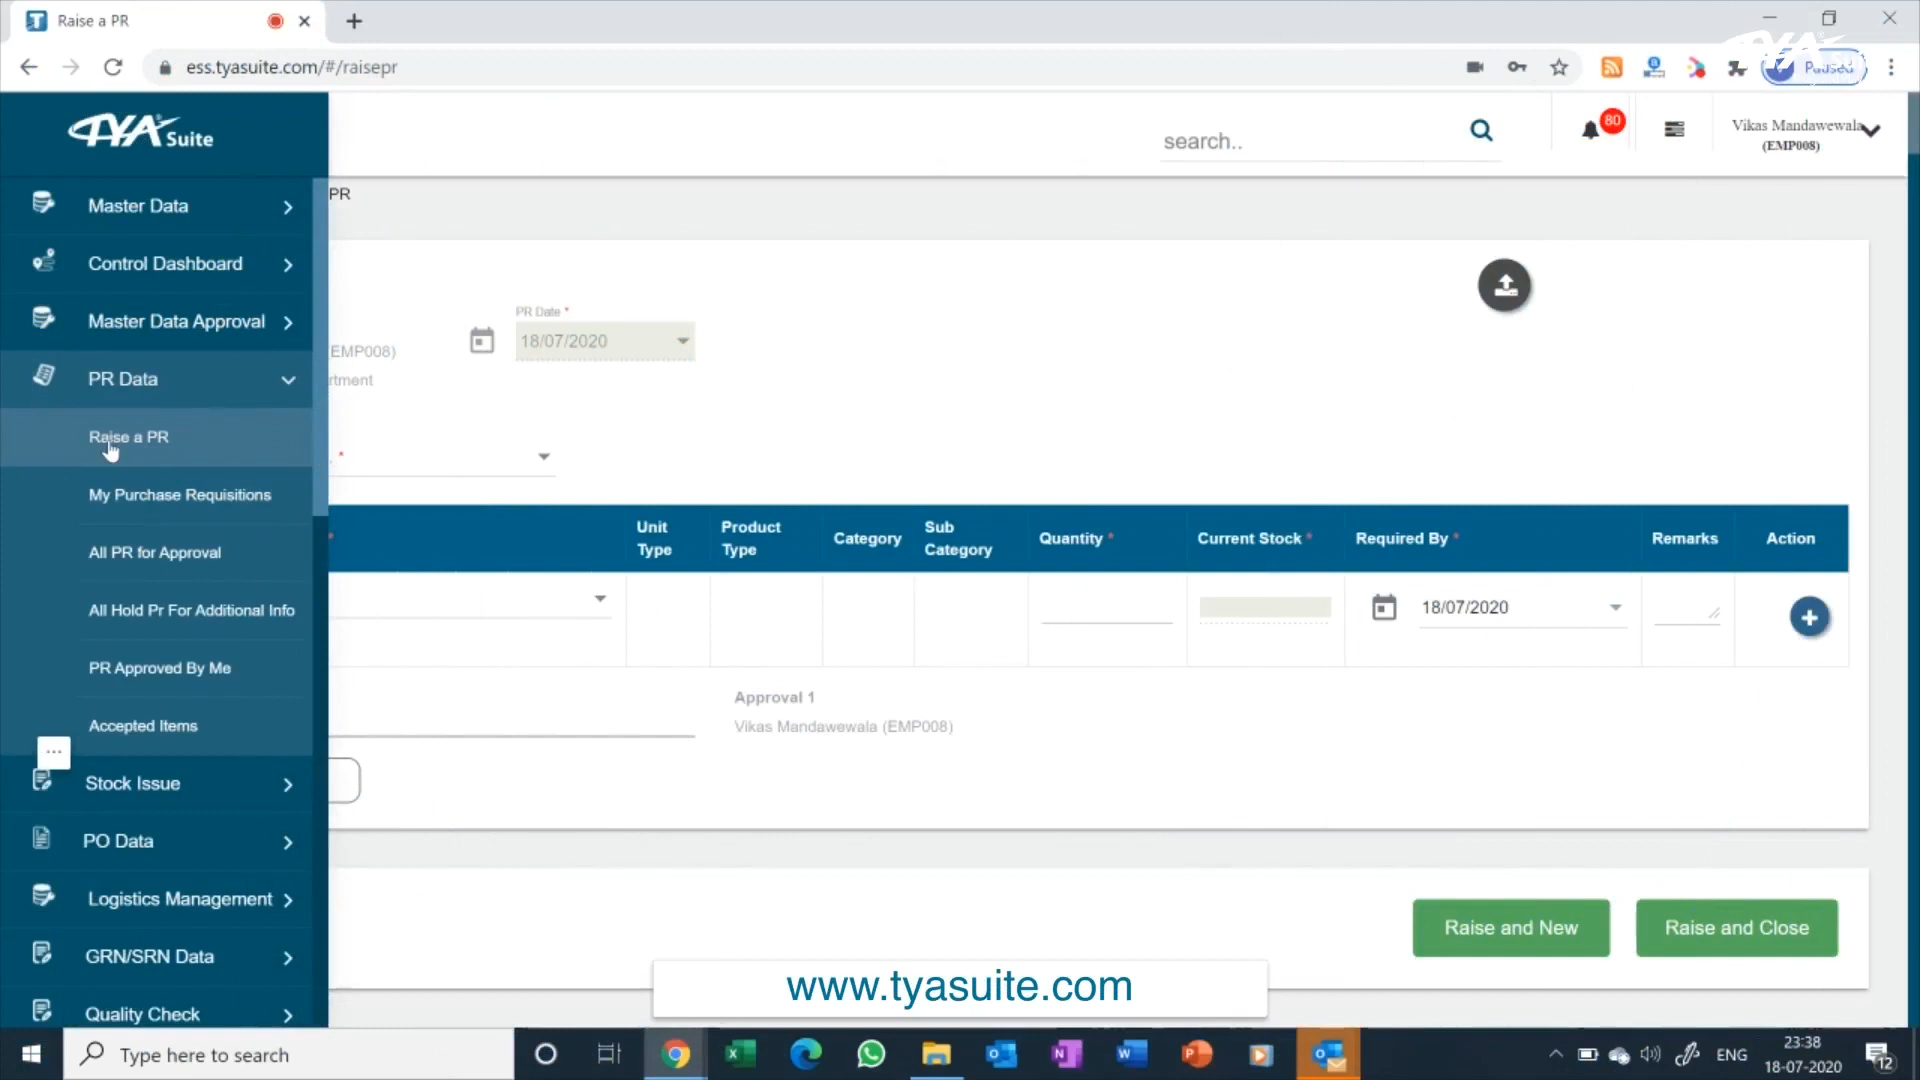 Raise a PR
ess.tyasuite.com/#/raisepr
Paused
TYA Suite
search..
80
Vikas Mandawewala
(EMP008)
Master Data
Control Dashboard
Master Data Approval
PR Data
Raise a PR
My Purchase Requisitions
All PR for Approval
All Hold Pr For Additional Info
PR Approved By Me
Accepted Items
...
Stock Issue
PO Data
Logistics Management
GRN/SRN Data
Quality Check
PR
PR Date *
18/07/2020
EMP008)
rtment
*
* Unit Type Product Type Category Sub Category Quantity * Current Stock * Required By * Remarks Action
18/07/2020
Approval 1
Vikas Mandawewala (EMP008)
Raise and New Raise and Close
www.tyasuite.com
Type here to search
ENG
23:38
18-07-2020
12